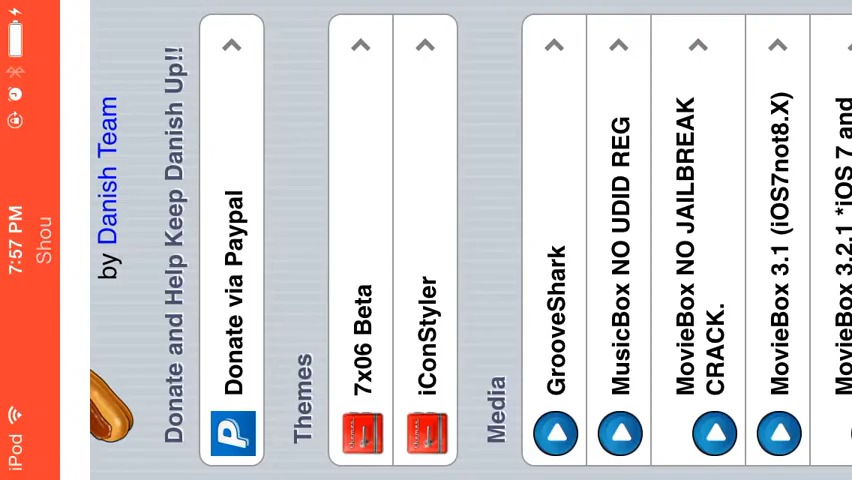 iPod 7:57 PM
Shou
by Danish Team
Donate and Help Keep Danish Up!!
Donate via Paypal
Themes
7x06 Beta
iConStyler
Media
GrooveShark
MusicBox NO UDID REG
MovieBox NO JAILBREAK
CRACK.
MovieBox 3.1 (iOS7not8.X)
MovieBox 3.2.1 *iOS 7 and